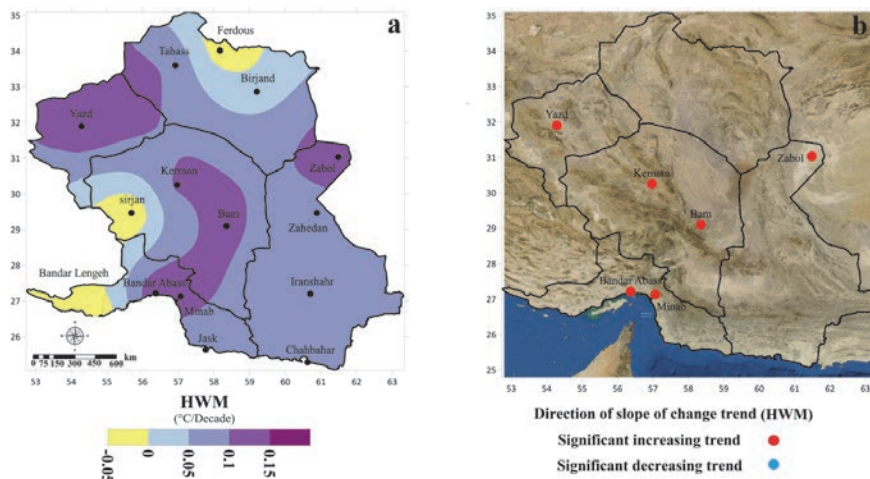 a
35
34
33
32
31
30
29
28
27
26
Ferdous
Tabass
Birjand
Yazd
Zabol
Kerman
sirjan
Bam
Zahedan
Bandar Lengeh
Bandar Abass
Iranshahr
Minab
Jask
Chahbahar
0 75 150 300 450 600 km
53 54 55 56 57 58 59 60 61 62 63
HWM
(°C/Decade)
-0.05 0 0.05 0.1 0.15
b
35
34
33
32
31
30
29
28
27
26
25
Yazd
Zabol
Kerman
Bam
Bandar Abass
Minab
53 54 55 56 57 58 59 60 61 62 63
Direction of slope of change trend (HWM)
Significant increasing trend
Significant decreasing trend